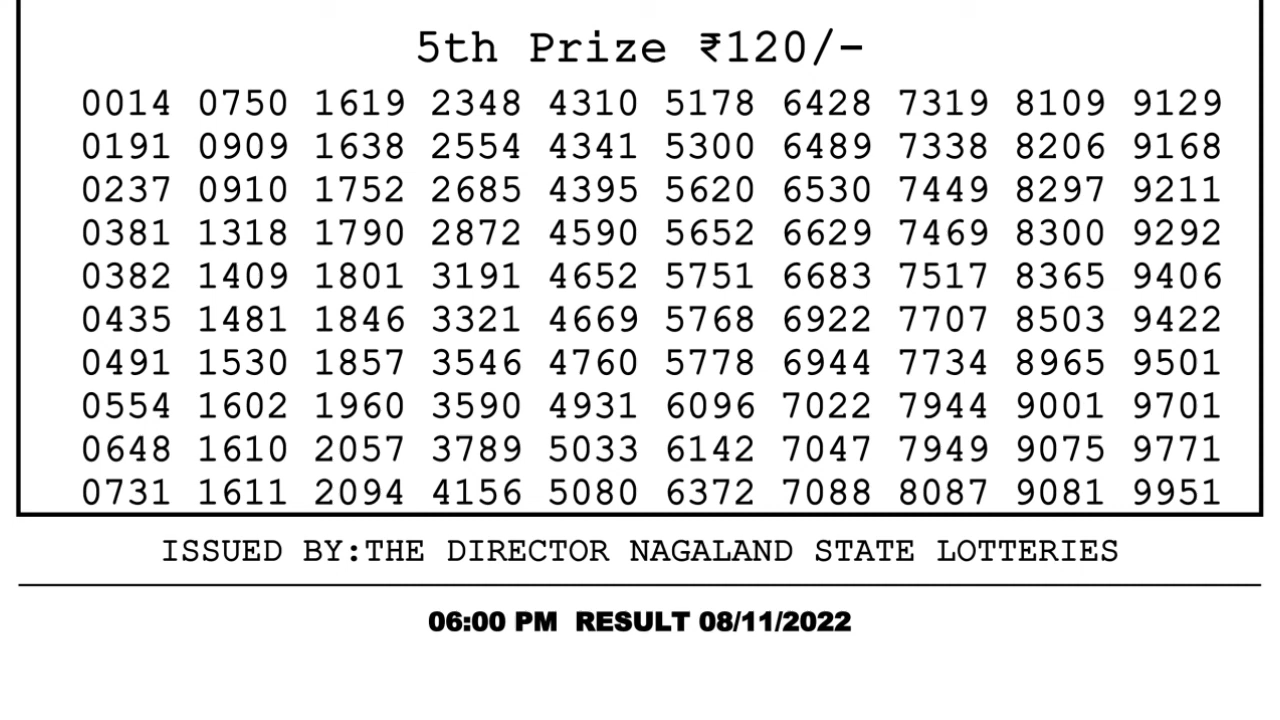 5th Prize ₹120/-
0014 0750 1619 2348 4310 5178 6428 7319 8109 9129
0191 0909 1638 2554 4341 5300 6489 7338 8206 9168
0237 0910 1752 2685 4395 5620 6530 7449 8297 9211
0381 1318 1790 2872 4590 5652 6629 7469 8300 9292
0382 1409 1801 3191 4652 5751 6683 7517 8365 9406
0435 1481 1846 3321 4669 5768 6922 7707 8503 9422
0491 1530 1857 3546 4760 5778 6944 7734 8965 9501
0554 1602 1960 3590 4931 6096 7022 7944 9001 9701
0648 1610 2057 3789 5033 6142 7047 7949 9075 9771
0731 1611 2094 4156 5080 6372 7088 8087 9081 9951
ISSUED BY:THE DIRECTOR NAGALAND STATE LOTTERIES
06:00 PM RESULT 08/11/2022